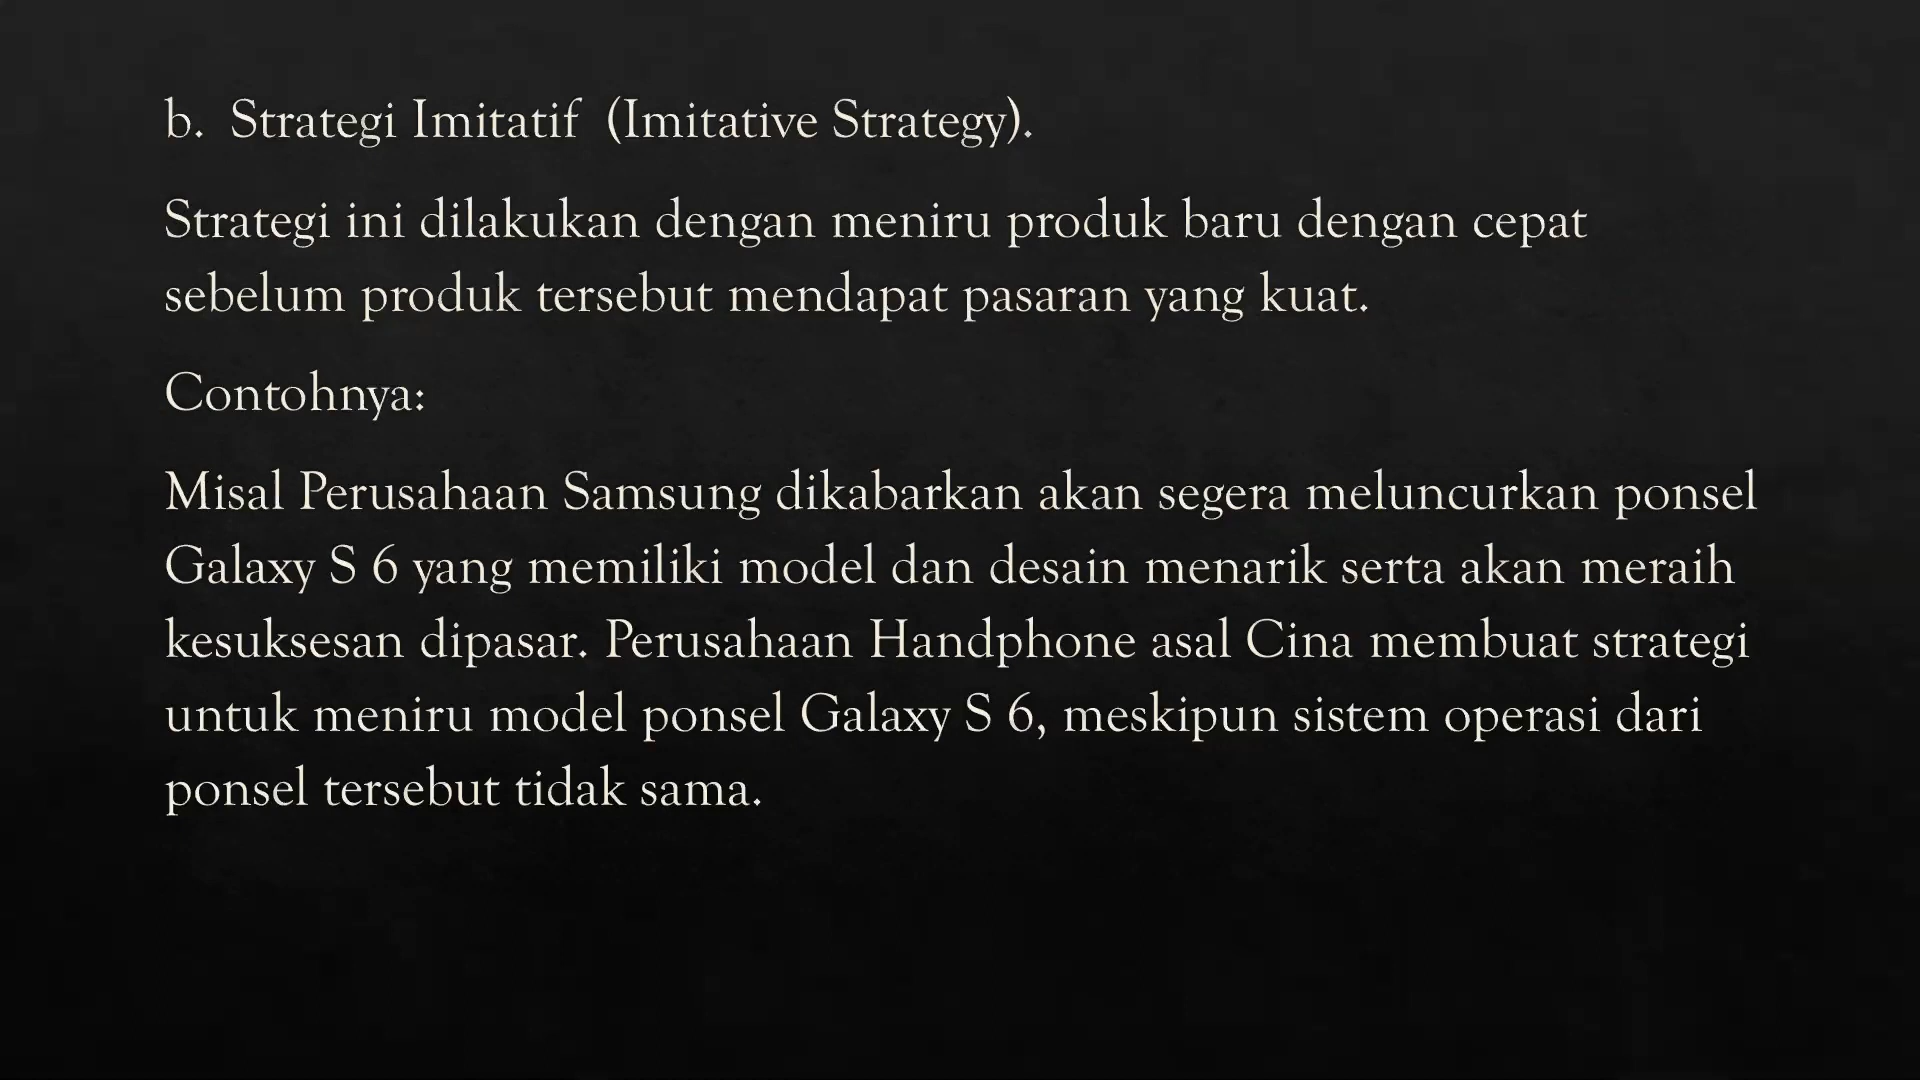 b. Strategi Imitatif (Imitative Strategy).
Strategi ini dilakukan dengan meniru produk baru dengan cepat
sebelum produk tersebut mendapat pasaran yang kuat.
Contohnya:
Misal Perusahaan Samsung dikabarkan akan segera meluncurkan ponsel
Galaxy S 6 yang memiliki model dan desain menarik serta akan meraih
kesuksesan dipasar. Perusahaan Handphone asal Cina membuat strategi
untuk meniru model ponsel Galaxy S 6, meskipun sistem operasi dari
ponsel tersebut tidak sama.